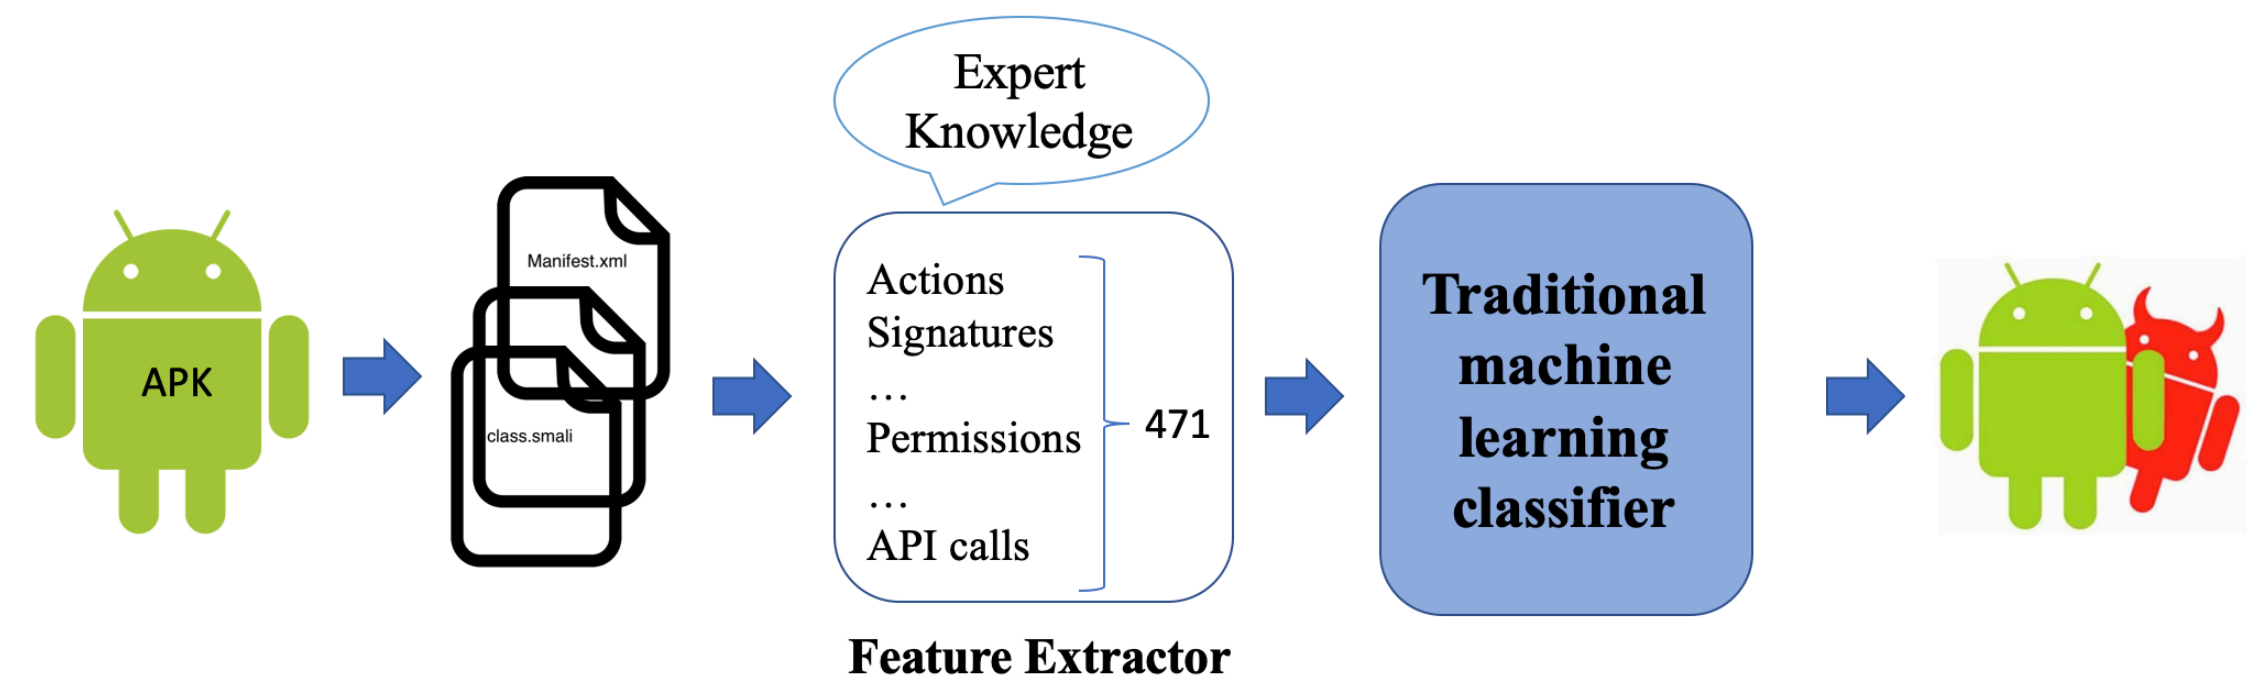 APK
Manifest.xml
class.smali
Expert
Knowledge
Actions
Signatures
…
Permissions
…
API calls
471
Feature Extractor
Traditional
machine
learning
classifier